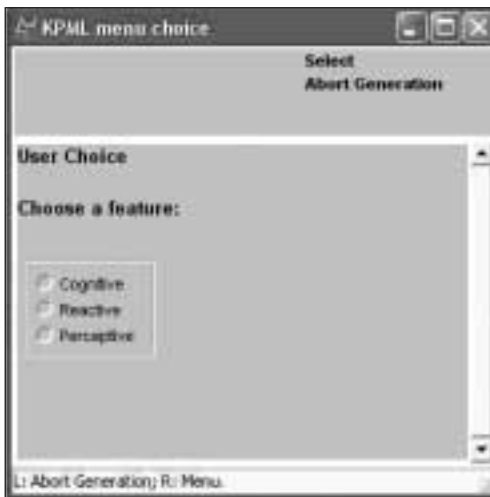 KPML menu choice
Select
Abort Generation
User Choice
Choose a feature:
Cognitive
Reactive
Perceptive
L: Abort Generation; R: Menu.